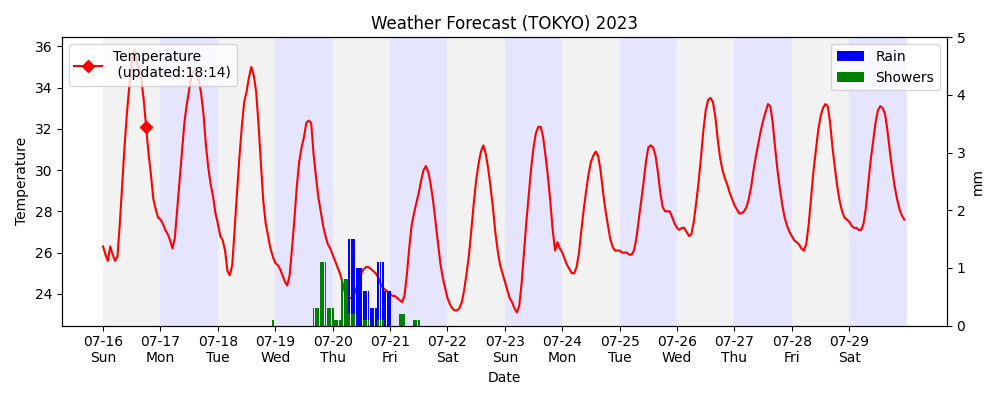 Weather Forecast (TOKYO) 2023
Temperature
(updated:18:14)
Rain
Showers
Temperature
36
34
32
30
28
26
24
5
4
3
2
1
0
mm
07-16 07-17 07-18 07-19 07-20 07-21 07-22 07-23 07-24 07-25 07-26 07-27 07-28 07-29
Sun Mon Tue Wed Thu Fri Sat Sun Mon Tue Wed Thu Fri Sat
Date